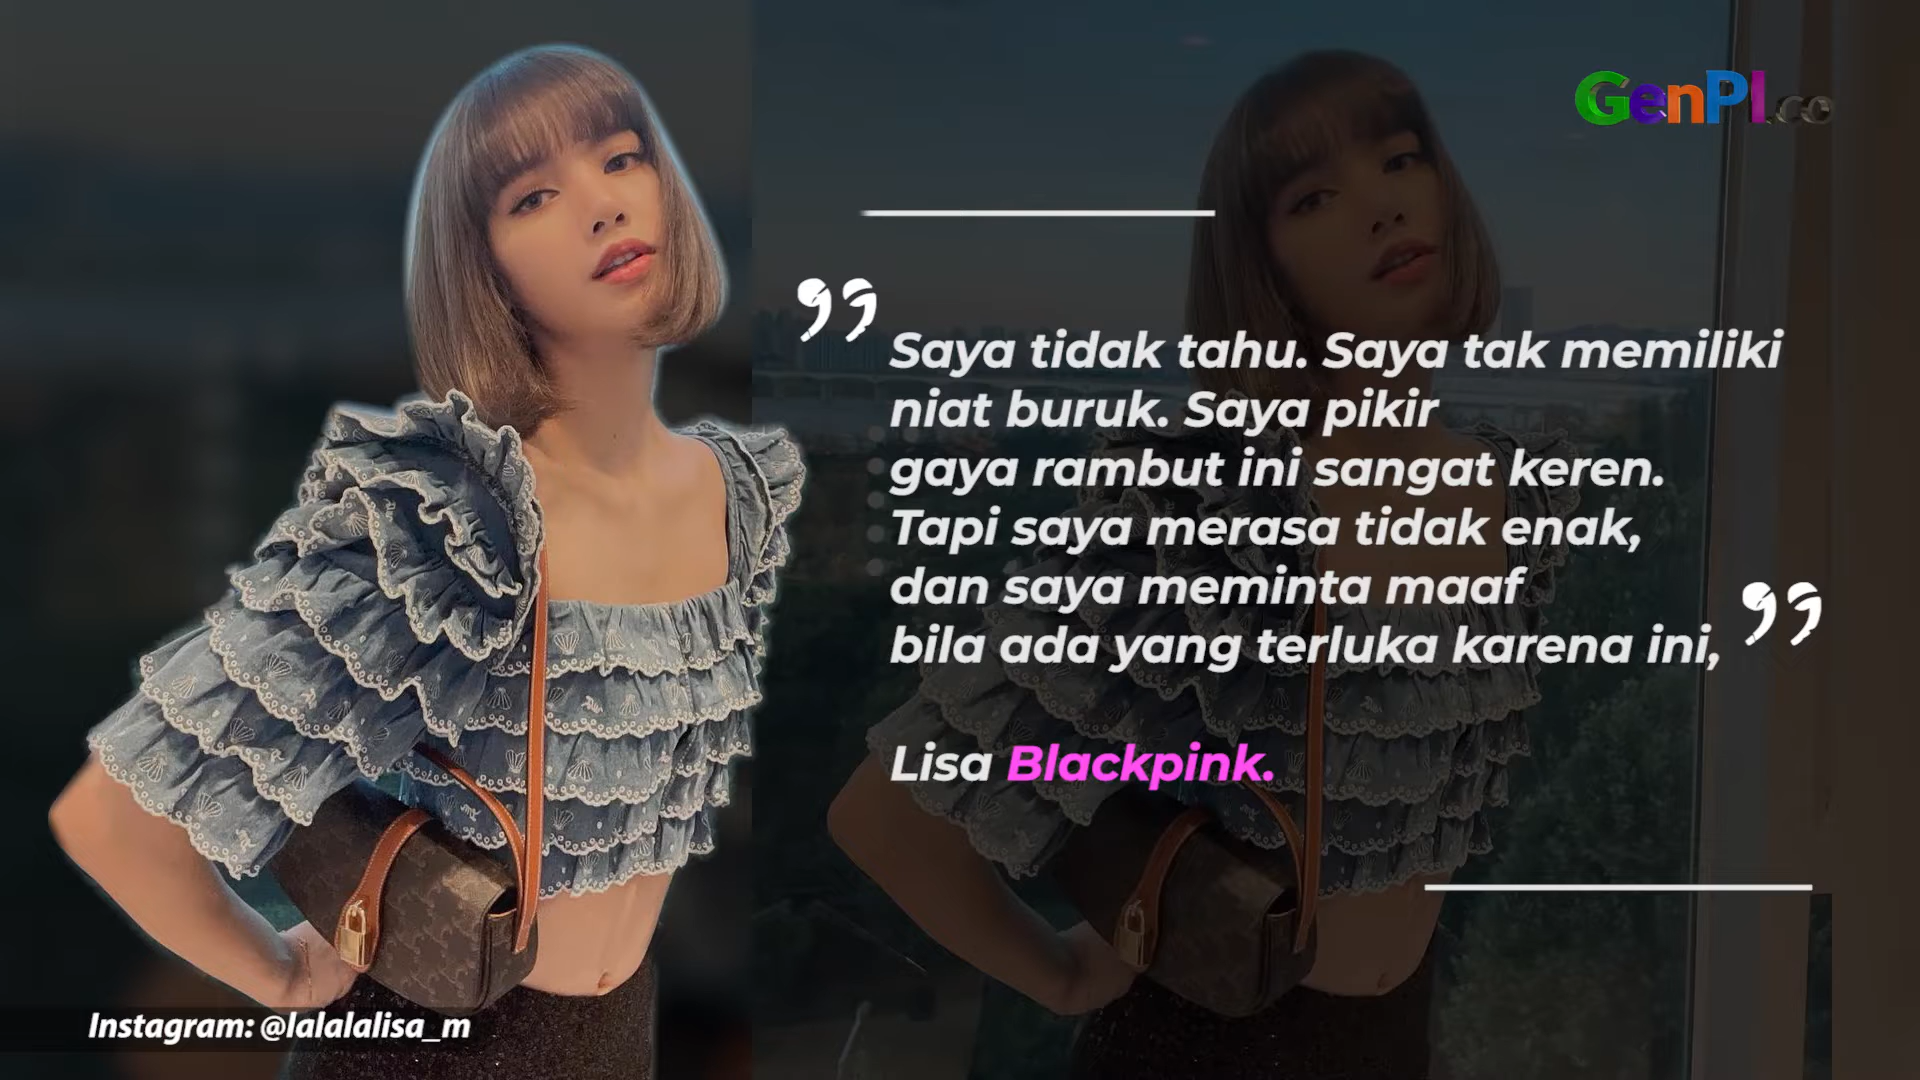 GenPI.co
Saya tidak tahu. Saya tak memiliki
niat buruk. Saya pikir
gaya rambut ini sangat keren.
Tapi saya merasa tidak enak,
dan saya meminta maaf
bila ada yang terluka karena ini,
Lisa Blackpink.
Instagram: @lalalalisa_m